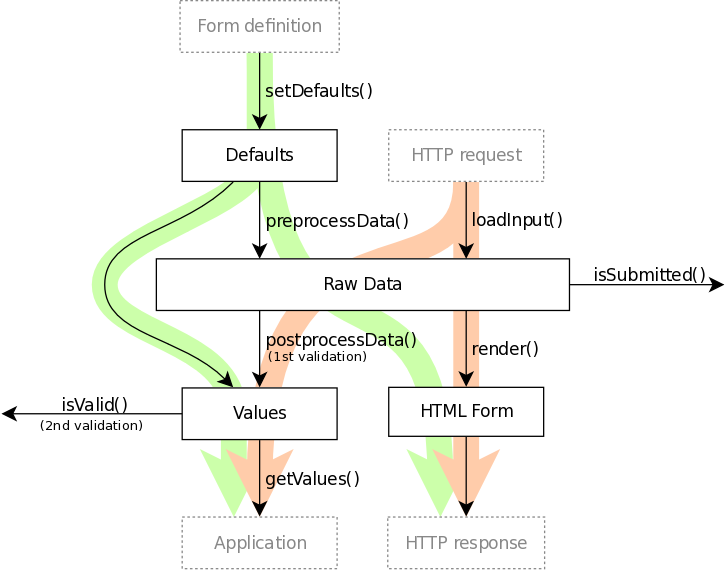 Form definition
setDefaults()
Defaults
HTTP request
preprocessData()
loadInput()
Raw Data
isSubmitted()
postprocessData()
(1st validation)
render()
isValid()
(2nd validation)
Values
HTML Form
getValues()
Application
HTTP response